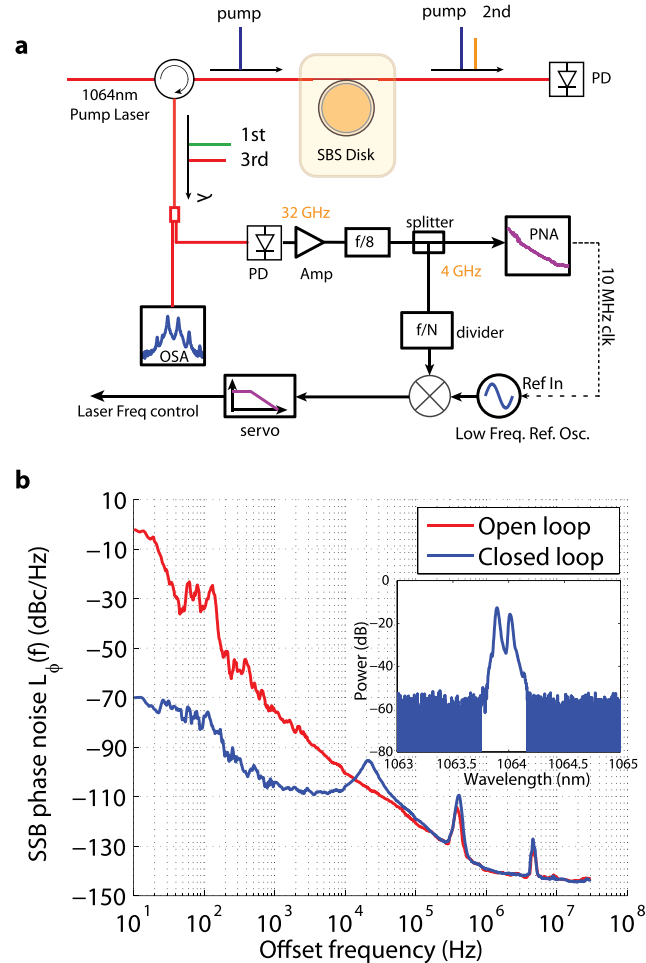 a
pump
pump
2nd
1064nm
Pump Laser
SBS Disk
PD
1st
3rd
λ
32 GHz
splitter
PNA
f/8
PD
Amp
4 GHz
10 MHz clk
OSA
f/N
divider
Ref In
Laser Freq control
servo
Low Freq. Ref. Osc.
b
SSB phase noise Lϕ(f) (dBc/Hz)
10
−10
−30
−50
−70
−90
−110
−130
−150
Open loop
Closed loop
Power (dB)
0
−20
−40
−60
−80
1063 1063.5 1064 1064.5 1065
Wavelength (nm)
10^1 10^2 10^3 10^4 10^5 10^6 10^7 10^8
Offset frequency (Hz)